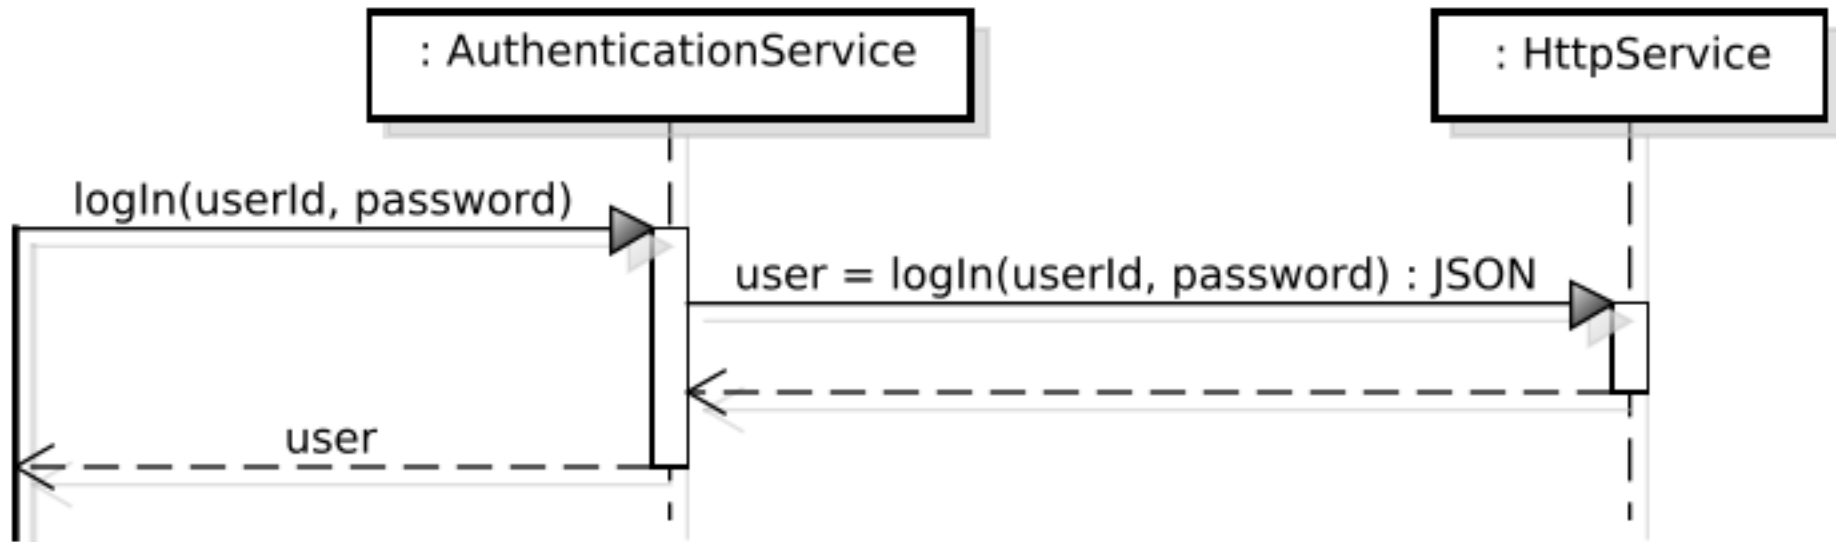 : AuthenticationService
: HttpService
logIn(userId, password)
user = logIn(userId, password) : JSON
user